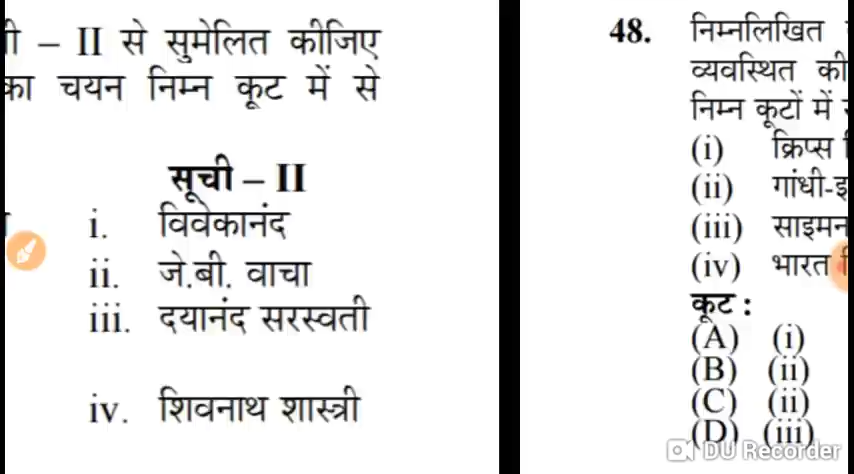 – II से सुमेलित कीजिए
का चयन निम्न कूट में से
सूची – II
i. विवेकानंद
ii. जे.बी. वाचा
iii. दयानंद सरस्वती
iv. शिवनाथ शास्त्री
48. निम्नलिखित
व्यवस्थित की
निम्न कूटों में
(i) क्रिप्स
(ii) गांधी-इ
(iii) साइमन
(iv) भारत
कूट :
(A) (i)
(B) (ii)
(C) (ii)
(D) (iii)
DU Recorder